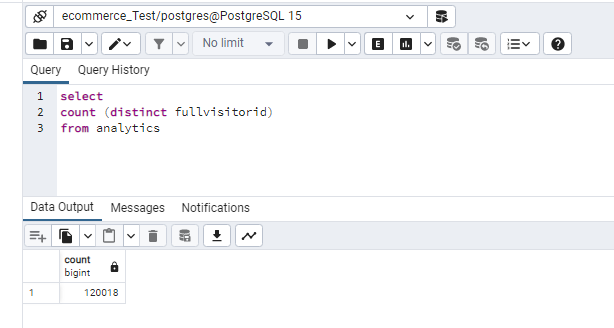 ecommerce_Test/postgres@PostgreSQL 15
No limit
E
Query Query History
1 select
2 count (distinct fullvisitorid)
3 from analytics
Data Output Messages Notifications
count
bigint
1 120018